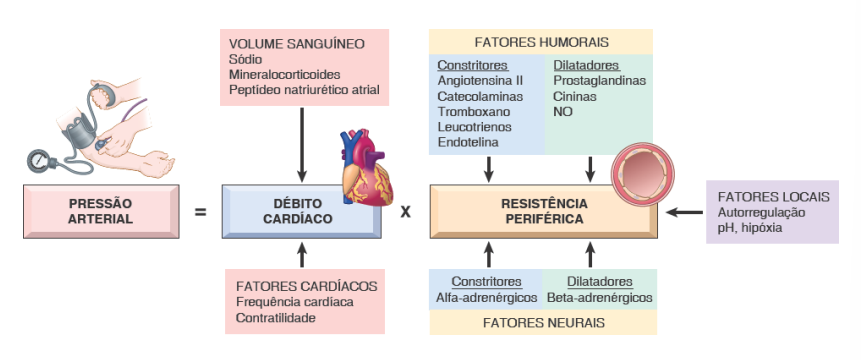 VOLUME SANGUÍNEO
Sódio
Mineralocorticoides
Peptídeo natriurético atrial
FATORES HUMORAIS
Constritores
Angiotensina II
Catecolaminas
Tromboxano
Leucotrienos
Endotelina
Dilatadores
Prostaglandinas
Cininas
NO
PRESSÃO
ARTERIAL
=
DÉBITO
CARDÍACO
x
RESISTÊNCIA
PERIFÉRICA
FATORES LOCAIS
Autorregulação
pH, hipóxia
FATORES CARDÍACOS
Frequência cardíaca
Contratilidade
Constritores
Alfa-adrenérgicos
Dilatadores
Beta-adrenérgicos
FATORES NEURAIS